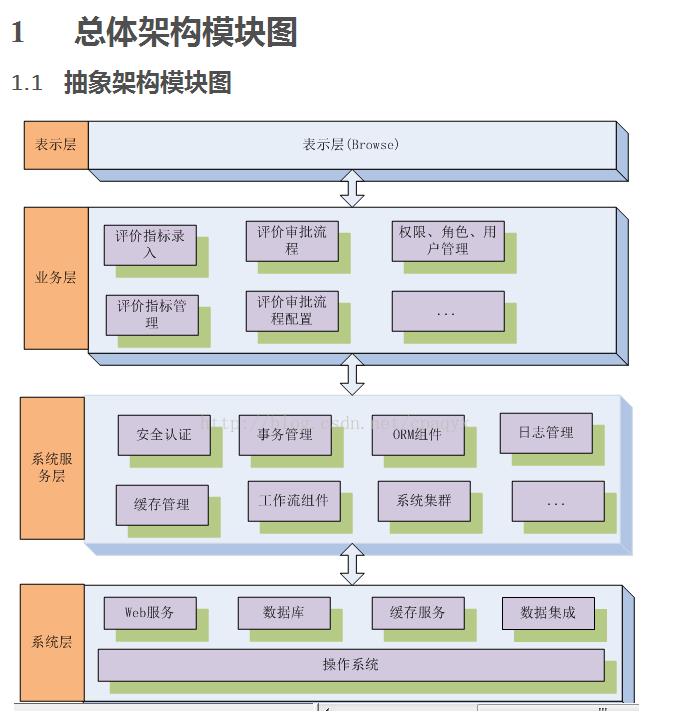 1 总体架构模块图
1.1 抽象架构模块图
表示层
表示层(Browse)
业务层
评价指标录
入
评价审批流
程
权限、角色、用
户管理
评价指标管
理
评价审批流
程配置
...
系统服
务层
安全认证
事务管理
ORM组件
日志管理
缓存管理
工作流组件
系统集群
...
系统层
Web服务
数据库
缓存服务
数据集成
操作系统